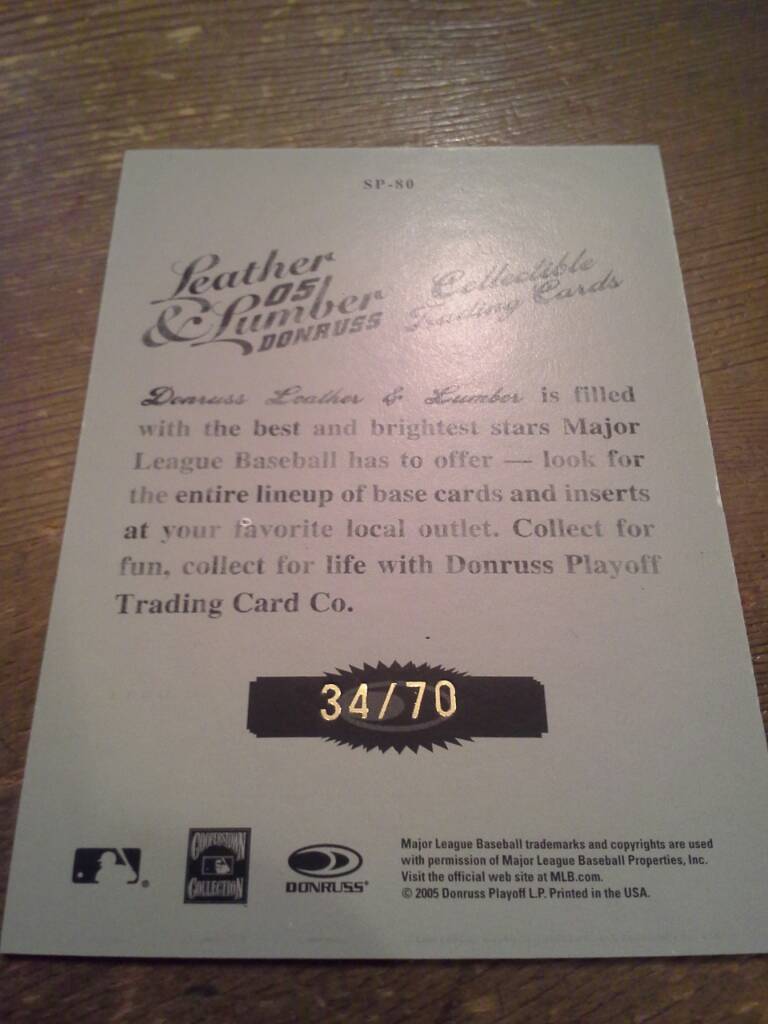 SP-80
Leather
05
& Lumber
DONRUSS
Collectible
Trading Cards
Donruss Leather & Lumber is filled
with the best and brightest stars Major
League Baseball has to offer — look for
the entire lineup of base cards and inserts
at your favorite local outlet. Collect for
fun, collect for life with Donruss Playoff
Trading Card Co.
34/70
COOPERSTOWN
COLLECTION
DONRUSS®
Major League Baseball trademarks and copyrights are used
with permission of Major League Baseball Properties, Inc.
Visit the official web site at MLB.com.
© 2005 Donruss Playoff L.P. Printed in the USA.